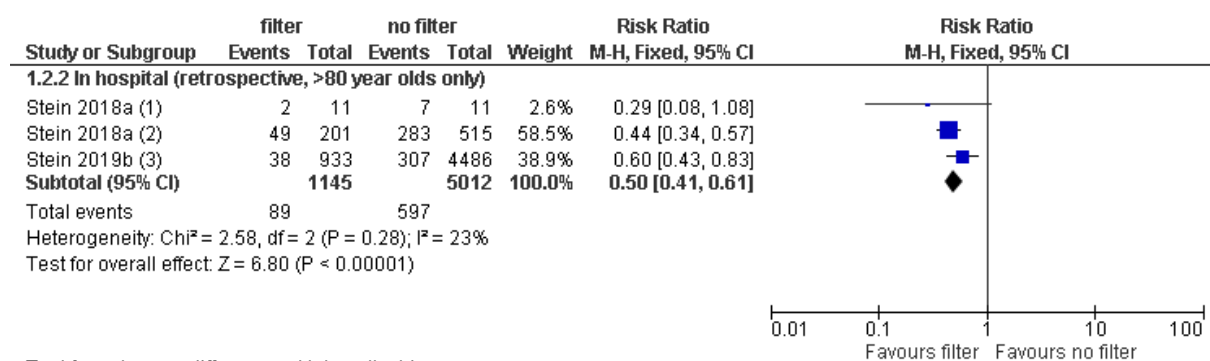 filter no filter Risk Ratio Risk Ratio
Study or Subgroup Events Total Events Total Weight M-H, Fixed, 95% CI M-H, Fixed, 95% CI
1.2.2 In hospital (retrospective, >80 year olds only)
Stein 2018a (1) 2 11 7 11 2.6% 0.29 [0.08, 1.08]
Stein 2018a (2) 49 201 283 515 58.5% 0.44 [0.34, 0.57]
Stein 2019b (3) 38 933 307 4486 38.9% 0.60 [0.43, 0.83]
Subtotal (95% CI) 1145 5012 100.0% 0.50 [0.41, 0.61]
Total events 89 597
Heterogeneity: Chi² = 2.58, df = 2 (P = 0.28); I² = 23%
Test for overall effect: Z = 6.80 (P < 0.00001)
0.01 0.1 1 10 100
Favours filter Favours no filter